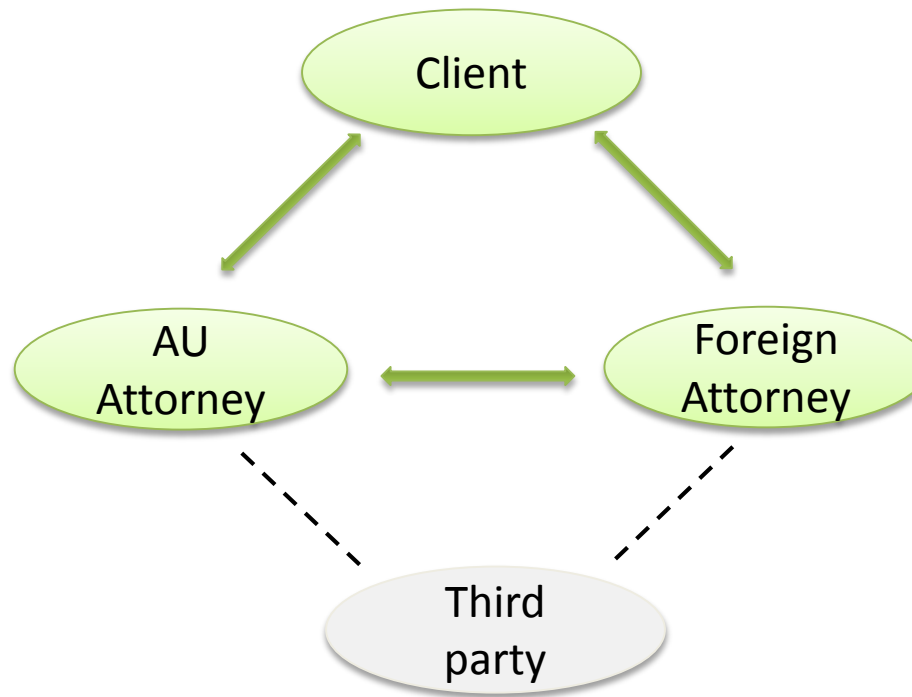 Client
AU
Attorney
Foreign
Attorney
Third
party